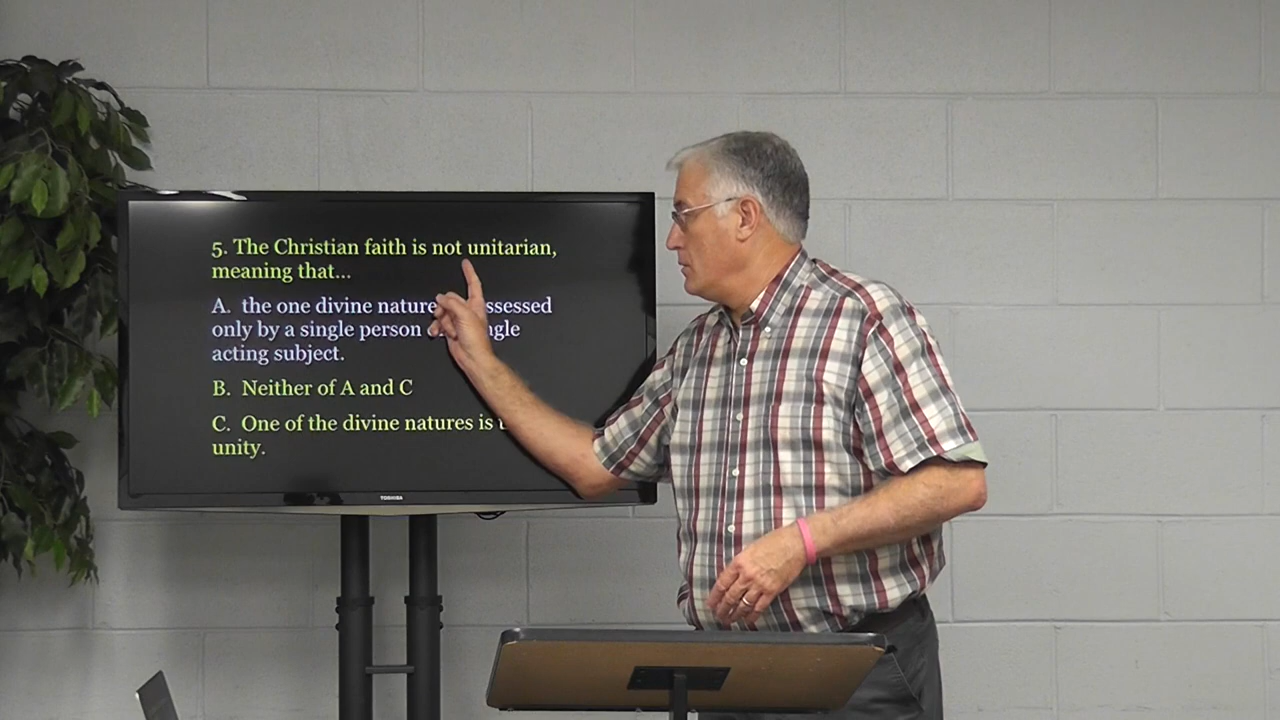 5. The Christian faith is not unitarian,
meaning that...
A. the one divine nature
only by a single person
acting subject.
B. Neither of A and C
C. One of the divine natures is
unity.
TOSHIBA